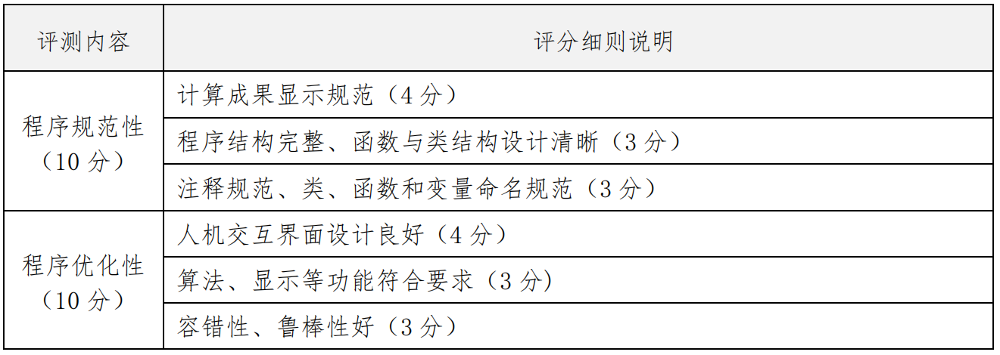 评测内容
评分细则说明
程序规范性
（10 分）
计算成果显示规范（4 分）
程序结构完整、函数与类结构设计清晰（3 分）
注释规范、类、函数和变量命名规范（3 分）
程序优化性
（10 分）
人机交互界面设计良好（4 分）
算法、显示等功能符合要求（3 分)
容错性、鲁棒性好（3 分）